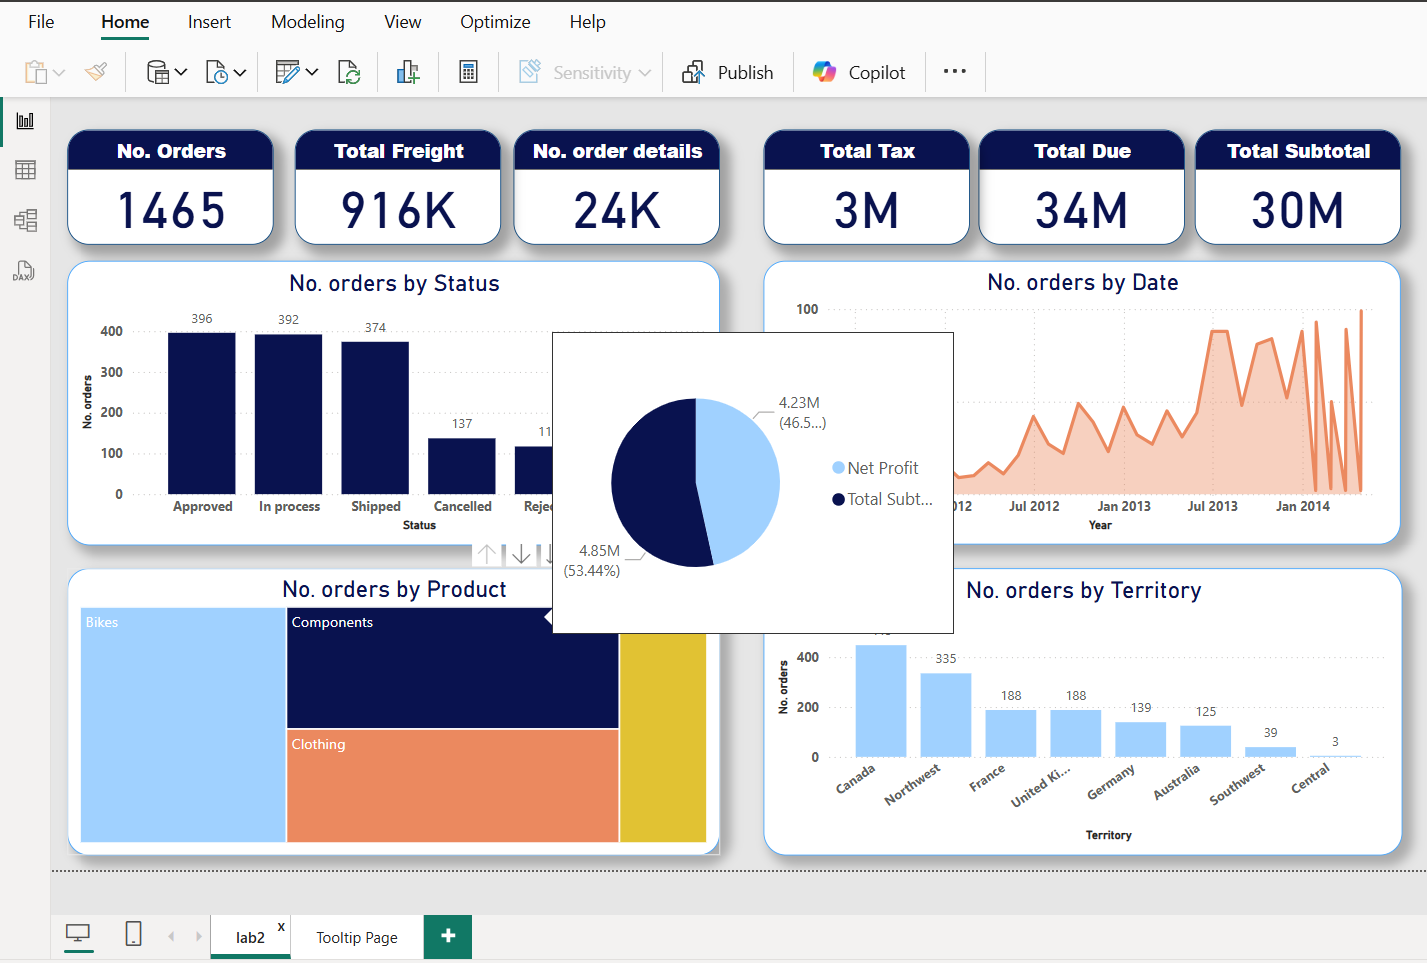 File Home Insert Modeling View Optimize Help
Sensitivity Publish Copilot
DAX
No. Orders
1465
Total Freight
916K
No. order details
24K
Total Tax
3M
Total Due
34M
Total Subtotal
30M
No. orders by Status
No. orders
400
300
200
100
0
396
392
374
137
11
Approved In process Shipped Cancelled Rejec
Status
No. orders by Date
100
012 Jul 2012 Jan 2013 Jul 2013 Jan 2014
Year
4.23M
(46.5...)
Net Profit
Total Subt...
4.85M
(53.44%)
No. orders by Product
Bikes
Components
Clothing
No. orders by Territory
No. orders
400
200
0
335
188
188
139
125
39
3
Canada Northwest France United Ki... Germany Australia Southwest Central
Territory
lab2 x
Tooltip Page